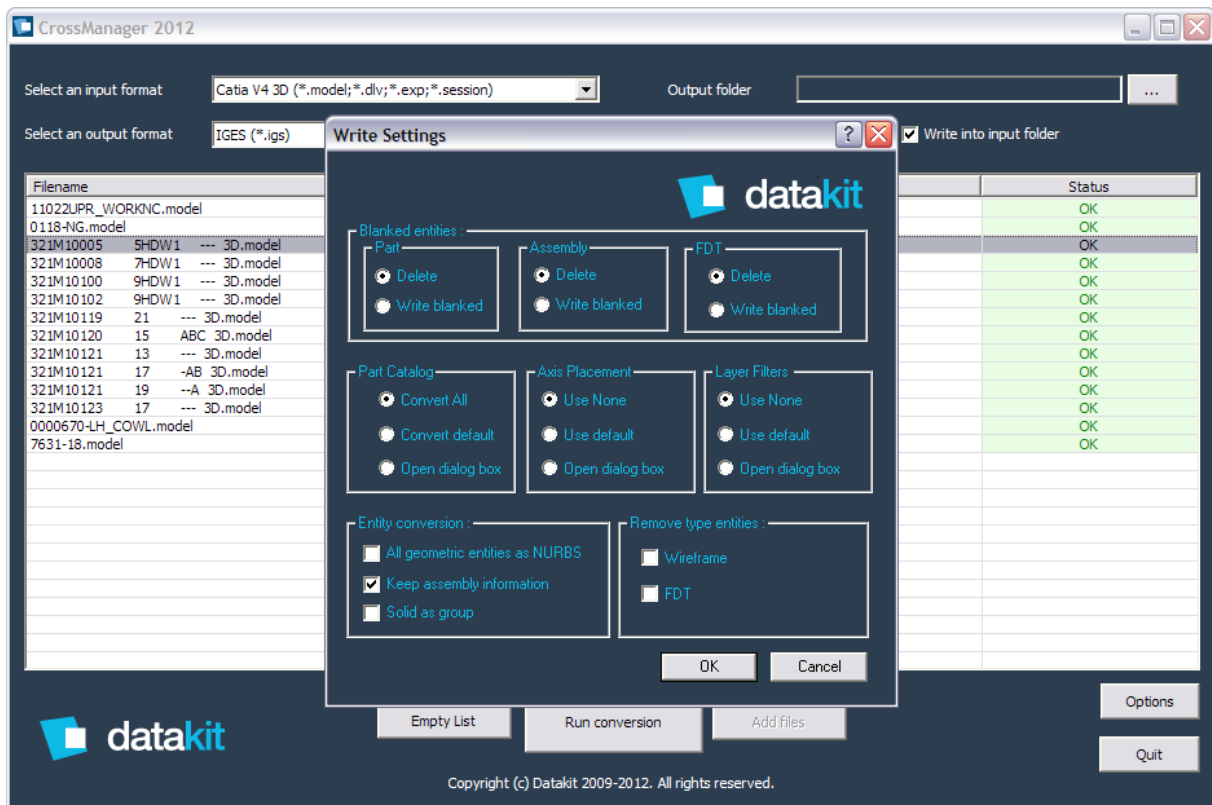 CrossManager 2012
Select an input format
Catia V4 3D (*.model;*.dlv;*.exp;*.session)
Output folder
...
Select an output format
IGES (*.igs)
Write into input folder
Write Settings
?
datakit
Blanked entities :
Part
Assembly
FDT
Delete
Delete
Delete
Write blanked
Write blanked
Write blanked
Part Catalog
Axis Placement
Layer Filters
Convert All
Use None
Use None
Convert default
Use default
Use default
Open dialog box
Open dialog box
Open dialog box
Entity conversion :
Remove type entities :
All geometric entities as NURBS
Wireframe
Keep assembly information
FDT
Solid as group
OK
Cancel
Filename
Status
11022UPR_WORKNC.model
OK
0118-NG.model
OK
321M10005 5HDW1 --- 3D.model
OK
321M10008 7HDW1 --- 3D.model
OK
321M10100 9HDW1 --- 3D.model
OK
321M10102 9HDW1 --- 3D.model
OK
321M10119 21 --- 3D.model
OK
321M10120 15 ABC 3D.model
OK
321M10121 13 --- 3D.model
OK
321M10121 17 -AB 3D.model
OK
321M10121 19 --A 3D.model
OK
321M10123 17 --- 3D.model
OK
0000670-LH_COWL.model
OK
7631-18.model
OK
datakit
Empty List
Run conversion
Add files
Options
Quit
Copyright (c) Datakit 2009-2012. All rights reserved.